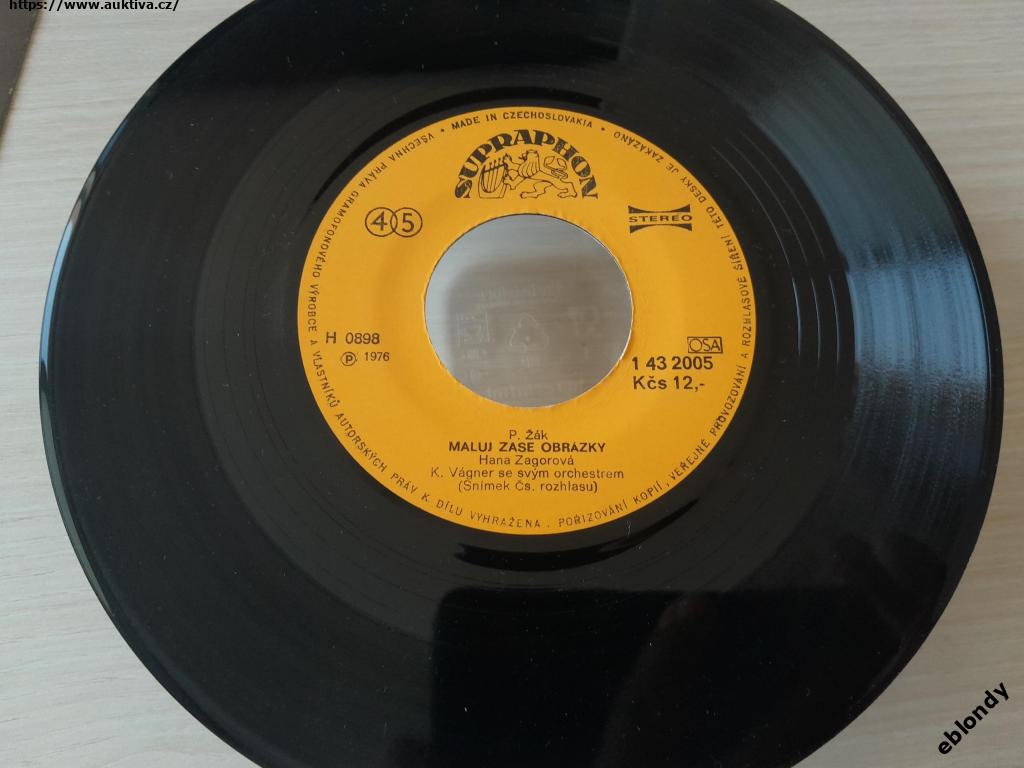 https://www.auktiva.cz/
VŠECHNA PRÁVA GRAMOFONOVÉHO VÝROBCE A VLASTNÍKŮ AUTORSKÝCH PRÁV K DÍLU VYHRAŽENA. POŘIZOVÁNÍ KOPIÍ, VEŘEJNÉ PROVOZOVÁNÍ A ROZHLASOVÉ ŠÍŘENÍ TÉTO DESKY JE ZAKÁZÁNO
• MADE IN CZECHOSLOVAKIA •
SUPRAPHON
45
STEREO
H 0898
Ⓟ 1976
OSA
1 43 2005
Kčs 12,-
P. Žák
MALUJ ZASE OBRÁZKY
Hana Zagorová
K. Vágner se svým orchestrem
(Snímek Čs. rozhlasu)
eblondy